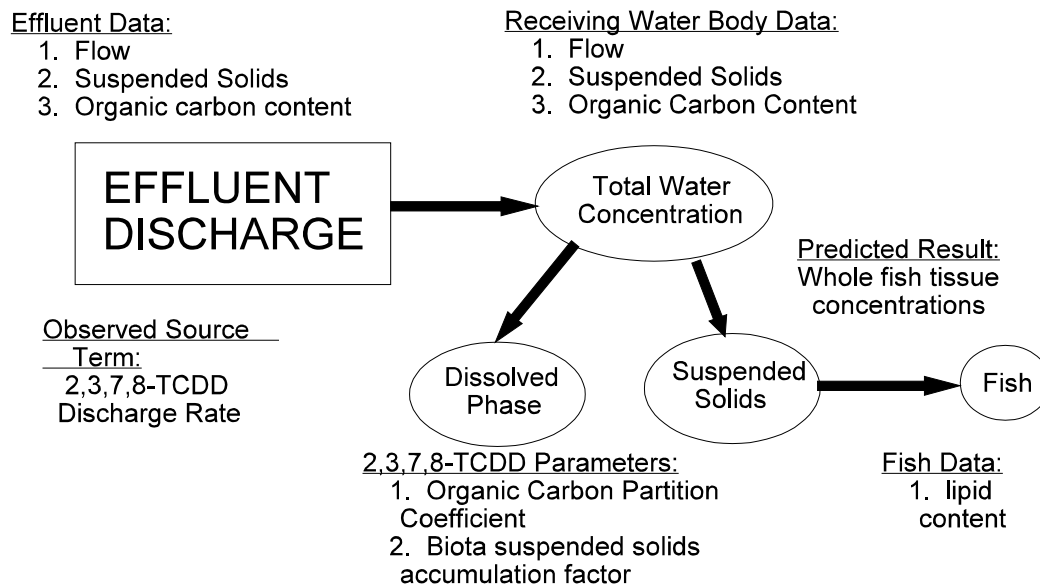 Effluent Data:
1. Flow
2. Suspended Solids
3. Organic carbon content
Receiving Water Body Data:
1. Flow
2. Suspended Solids
3. Organic Carbon Content
EFFLUENT
DISCHARGE
Total Water
Concentration
Predicted Result:
Whole fish tissue
concentrations
Observed Source
Term:
2,3,7,8-TCDD
Discharge Rate
Dissolved
Phase
Suspended
Solids
Fish
2,3,7,8-TCDD Parameters:
1. Organic Carbon Partition
Coefficient
2. Biota suspended solids
accumulation factor
Fish Data:
1. lipid
content